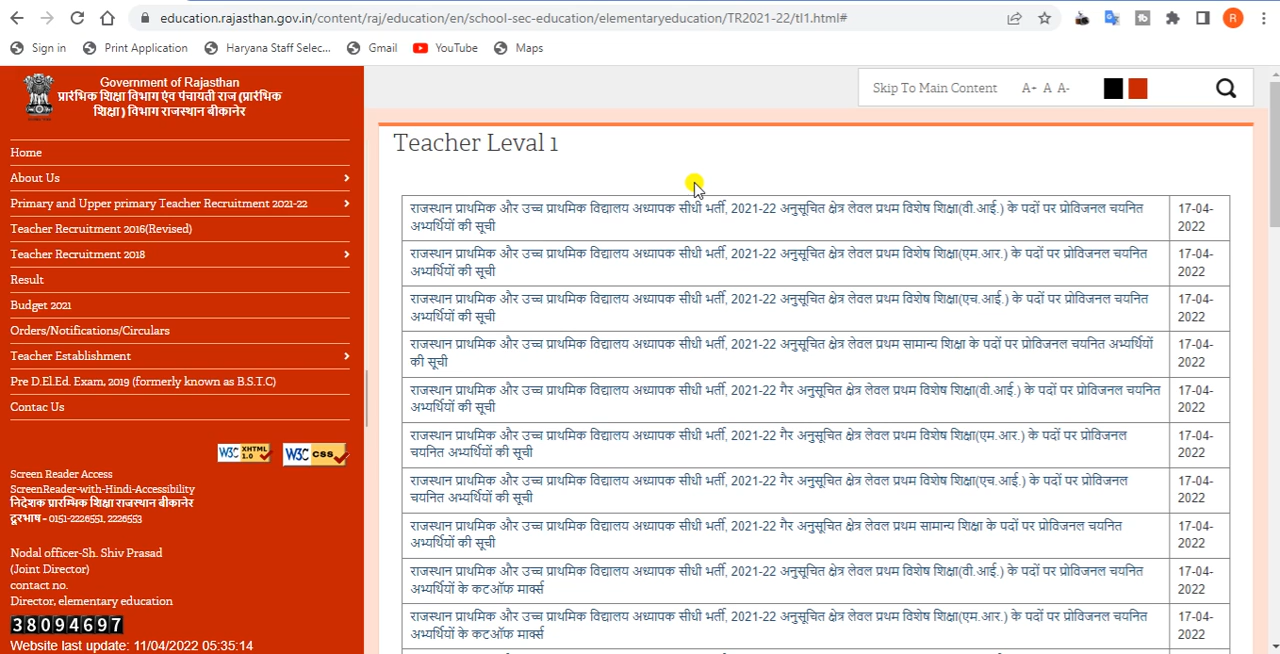 education.rajasthan.gov.in/content/raj/education/en/school-sec-education/elementaryeducation/TR2021-22/tl1.html#
R
Sign in
Print Application
Haryana Staff Selec...
Gmail
YouTube
Maps
Government of Rajasthan
प्रारंभिक शिक्षा विभाग एंव पंचायती राज (प्रारंभिक
शिक्षा ) विभाग राजस्थान बीकानेर
Home
About Us
Primary and Upper primary Teacher Recruitment 2021-22
Teacher Recruitment 2016(Revised)
Teacher Recruitment 2018
Result
Budget 2021
Orders/Notifications/Circulars
Teacher Establishment
Pre D.El.Ed. Exam, 2019 (formerly known as B.S.T.C)
Contac Us
W3C XHTML 1.0
W3C css
Screen Reader Access
ScreenReader-with-Hindi-Accessibility
निदेशक प्रारम्भिक शिक्षा राजस्थान बीकानेर
दूरभाष - 0151-2226551, 2226553
Nodal officer-Sh. Shiv Prasad
(Joint Director)
contact no.
Director, elementary education
38094697
Website last update: 11/04/2022 05:35:14
Skip To Main Content
A+ A A-
Teacher Leval 1
राजस्थान प्राथमिक और उच्च प्राथमिक विद्यालय अध्यापक सीधी भर्ती, 2021-22 अनुसूचित क्षेत्र लेवल प्रथम विशेष शिक्षा(वी.आई.) के पदों पर प्रोविजनल चयनित 17-04-
अभ्यर्थियों की सूची 2022
राजस्थान प्राथमिक और उच्च प्राथमिक विद्यालय अध्यापक सीधी भर्ती, 2021-22 अनुसूचित क्षेत्र लेवल प्रथम विशेष शिक्षा(एम.आर.) के पदों पर प्रोविजनल चयनित 17-04-
अभ्यर्थियों की सूची 2022
राजस्थान प्राथमिक और उच्च प्राथमिक विद्यालय अध्यापक सीधी भर्ती, 2021-22 अनुसूचित क्षेत्र लेवल प्रथम विशेष शिक्षा(एच.आई.) के पदों पर प्रोविजनल चयनित 17-04-
अभ्यर्थियों की सूची 2022
राजस्थान प्राथमिक और उच्च प्राथमिक विद्यालय अध्यापक सीधी भर्ती, 2021-22 अनुसूचित क्षेत्र लेवल प्रथम सामान्य शिक्षा के पदों पर प्रोविजनल चयनित अभ्यर्थियों 17-04-
की सूची 2022
राजस्थान प्राथमिक और उच्च प्राथमिक विद्यालय अध्यापक सीधी भर्ती, 2021-22 गैर अनुसूचित क्षेत्र लेवल प्रथम विशेष शिक्षा(वी.आई.) के पदों पर प्रोविजनल चयनित 17-04-
अभ्यर्थियों की सूची 2022
राजस्थान प्राथमिक और उच्च प्राथमिक विद्यालय अध्यापक सीधी भर्ती, 2021-22 गैर अनुसूचित क्षेत्र लेवल प्रथम विशेष शिक्षा(एम.आर.) के पदों पर प्रोविजनल 17-04-
चयनित अभ्यर्थियों की सूची 2022
राजस्थान प्राथमिक और उच्च प्राथमिक विद्यालय अध्यापक सीधी भर्ती, 2021-22 गैर अनुसूचित क्षेत्र लेवल प्रथम विशेष शिक्षा(एच.आई.) के पदों पर प्रोविजनल 17-04-
चयनित अभ्यर्थियों की सूची 2022
राजस्थान प्राथमिक और उच्च प्राथमिक विद्यालय अध्यापक सीधी भर्ती, 2021-22 गैर अनुसूचित क्षेत्र लेवल प्रथम सामान्य शिक्षा के पदों पर प्रोविजनल चयनित 17-04-
अभ्यर्थियों की सूची 2022
राजस्थान प्राथमिक और उच्च प्राथमिक विद्यालय अध्यापक सीधी भर्ती, 2021-22 अनुसूचित क्षेत्र लेवल प्रथम विशेष शिक्षा(वी.आई.) के पदों पर प्रोविजनल चयनित 17-04-
अभ्यर्थियों के कटऑफ मार्क्स 2022
राजस्थान प्राथमिक और उच्च प्राथमिक विद्यालय अध्यापक सीधी भर्ती, 2021-22 अनुसूचित क्षेत्र लेवल प्रथम विशेष शिक्षा(एम.आर.) के पदों पर प्रोविजनल चयनित 17-04-
अभ्यर्थियों के कटऑफ मार्क्स 2022